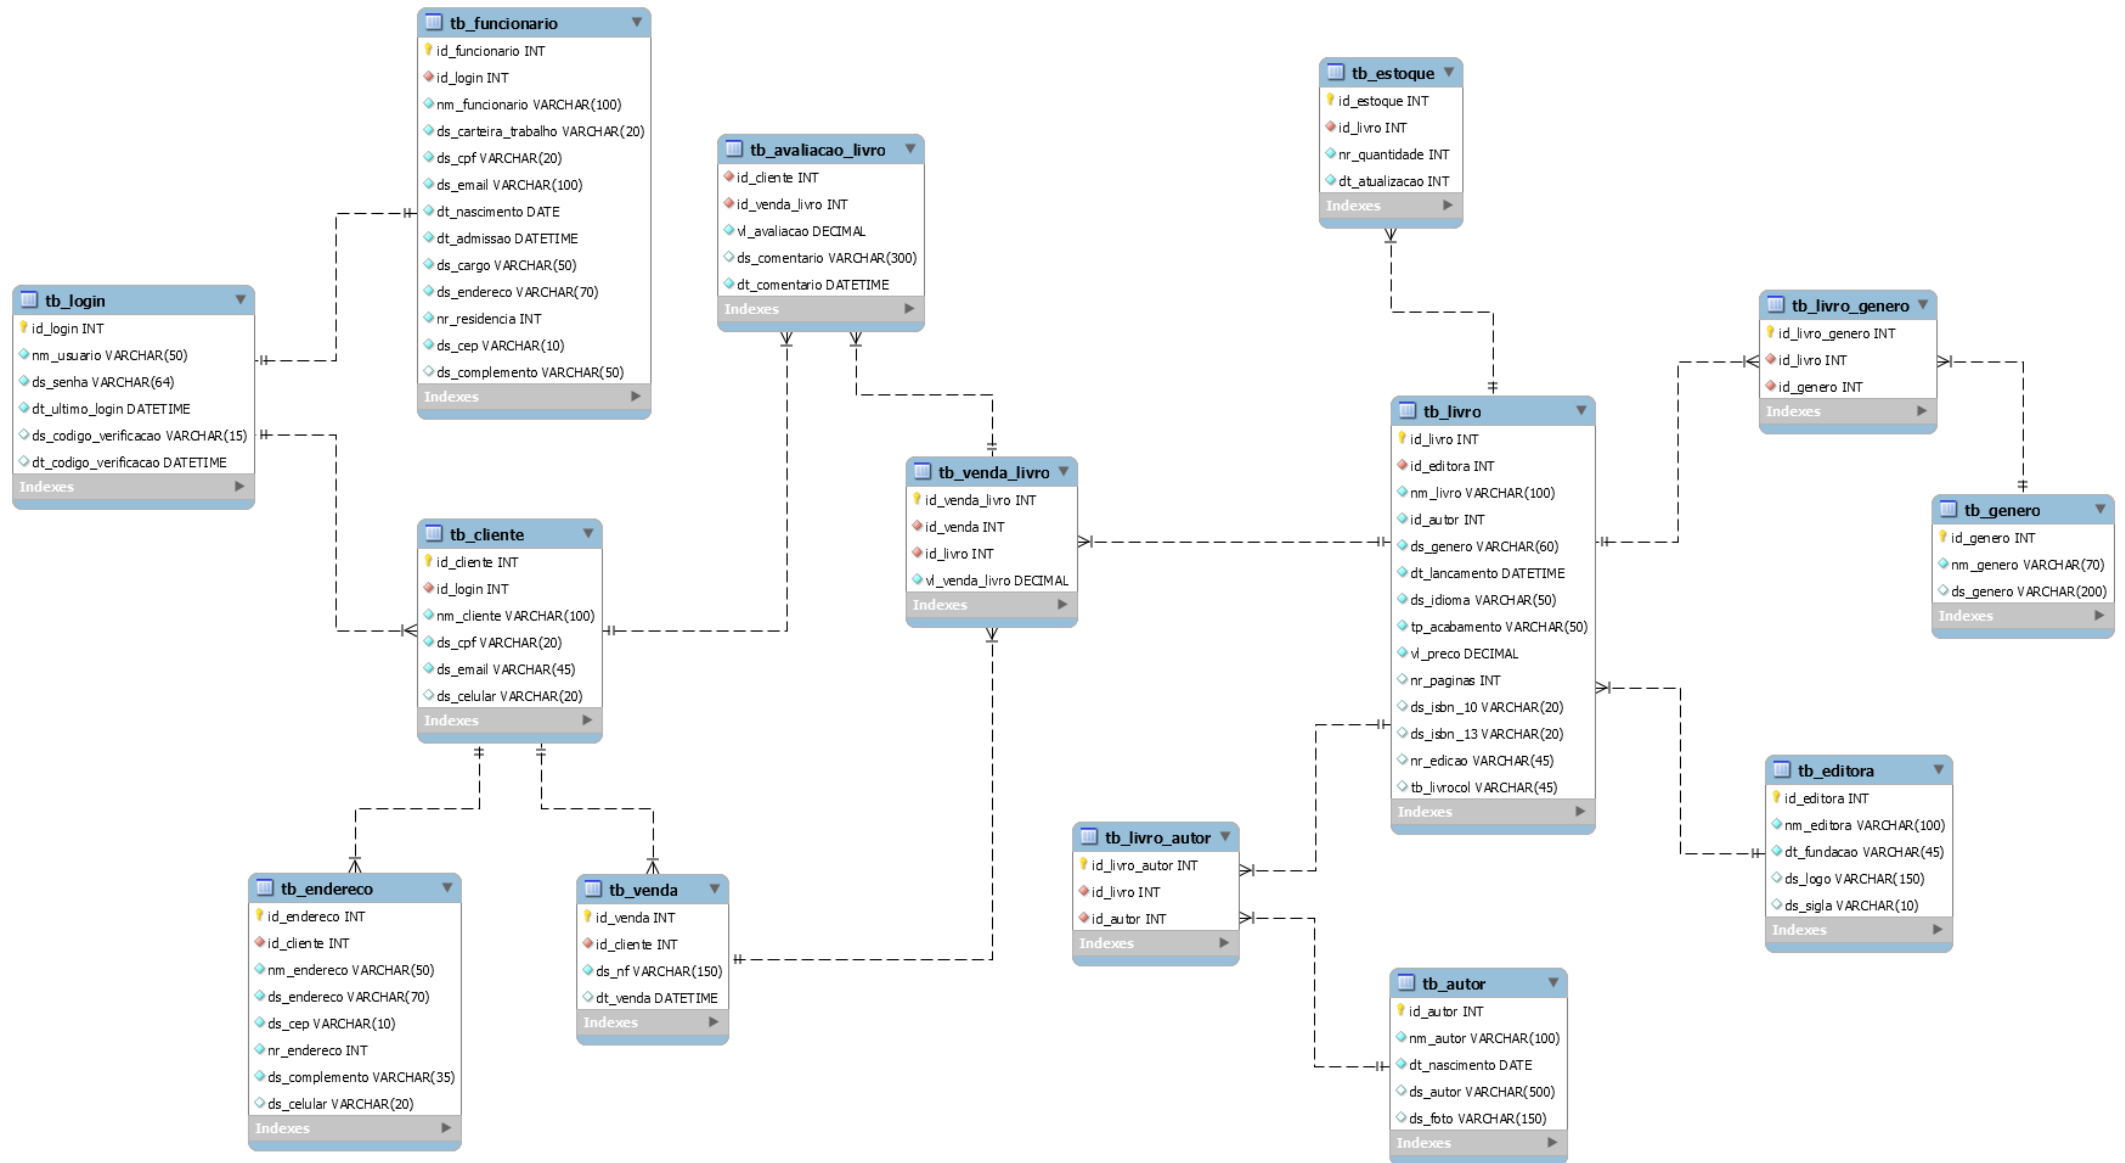 tb_funcionario
id_funcionario INT
id_login INT
nm_funcionario VARCHAR(100)
ds_carteira_trabalho VARCHAR(20)
ds_cpf VARCHAR(20)
ds_email VARCHAR(100)
dt_nascimento DATE
dt_admissao DATETIME
ds_cargo VARCHAR(50)
ds_endereco VARCHAR(70)
nr_residencia INT
ds_cep VARCHAR(10)
ds_complemento VARCHAR(50)
Indexes
tb_login
id_login INT
nm_usuario VARCHAR(50)
ds_senha VARCHAR(64)
dt_ultimo_login DATETIME
ds_codigo_verificacao VARCHAR(15)
dt_codigo_verificacao DATETIME
Indexes
tb_cliente
id_cliente INT
id_login INT
nm_cliente VARCHAR(100)
ds_cpf VARCHAR(20)
ds_email VARCHAR(45)
ds_celular VARCHAR(20)
Indexes
tb_endereco
id_endereco INT
id_cliente INT
nm_endereco VARCHAR(50)
ds_endereco VARCHAR(70)
ds_cep VARCHAR(10)
nr_endereco INT
ds_complemento VARCHAR(35)
ds_celular VARCHAR(20)
Indexes
tb_venda
id_venda INT
id_cliente INT
ds_nf VARCHAR(150)
dt_venda DATETIME
Indexes
tb_avaliacao_livro
id_cliente INT
id_venda_livro INT
vl_avaliacao DECIMAL
ds_comentario VARCHAR(300)
dt_comentario DATETIME
Indexes
tb_venda_livro
id_venda_livro INT
id_venda INT
id_livro INT
vl_venda_livro DECIMAL
Indexes
tb_estoque
id_estoque INT
id_livro INT
nr_quantidade INT
dt_atualizacao INT
Indexes
tb_livro
id_livro INT
id_editora INT
nm_livro VARCHAR(100)
id_autor INT
ds_genero VARCHAR(60)
dt_lancamento DATETIME
ds_idioma VARCHAR(50)
tp_acabamento VARCHAR(50)
vl_preco DECIMAL
nr_paginas INT
ds_isbn_10 VARCHAR(20)
ds_isbn_13 VARCHAR(20)
nr_edicao VARCHAR(45)
tb_livrocol VARCHAR(45)
Indexes
tb_livro_genero
id_livro_genero INT
id_livro INT
id_genero INT
Indexes
tb_genero
id_genero INT
nm_genero VARCHAR(70)
ds_genero VARCHAR(200)
Indexes
tb_editora
id_editora INT
nm_editora VARCHAR(100)
dt_fundacao VARCHAR(45)
ds_logo VARCHAR(150)
ds_sigla VARCHAR(10)
Indexes
tb_livro_autor
id_livro_autor INT
id_livro INT
id_autor INT
Indexes
tb_autor
id_autor INT
nm_autor VARCHAR(100)
dt_nascimento DATE
ds_autor VARCHAR(500)
ds_foto VARCHAR(150)
Indexes